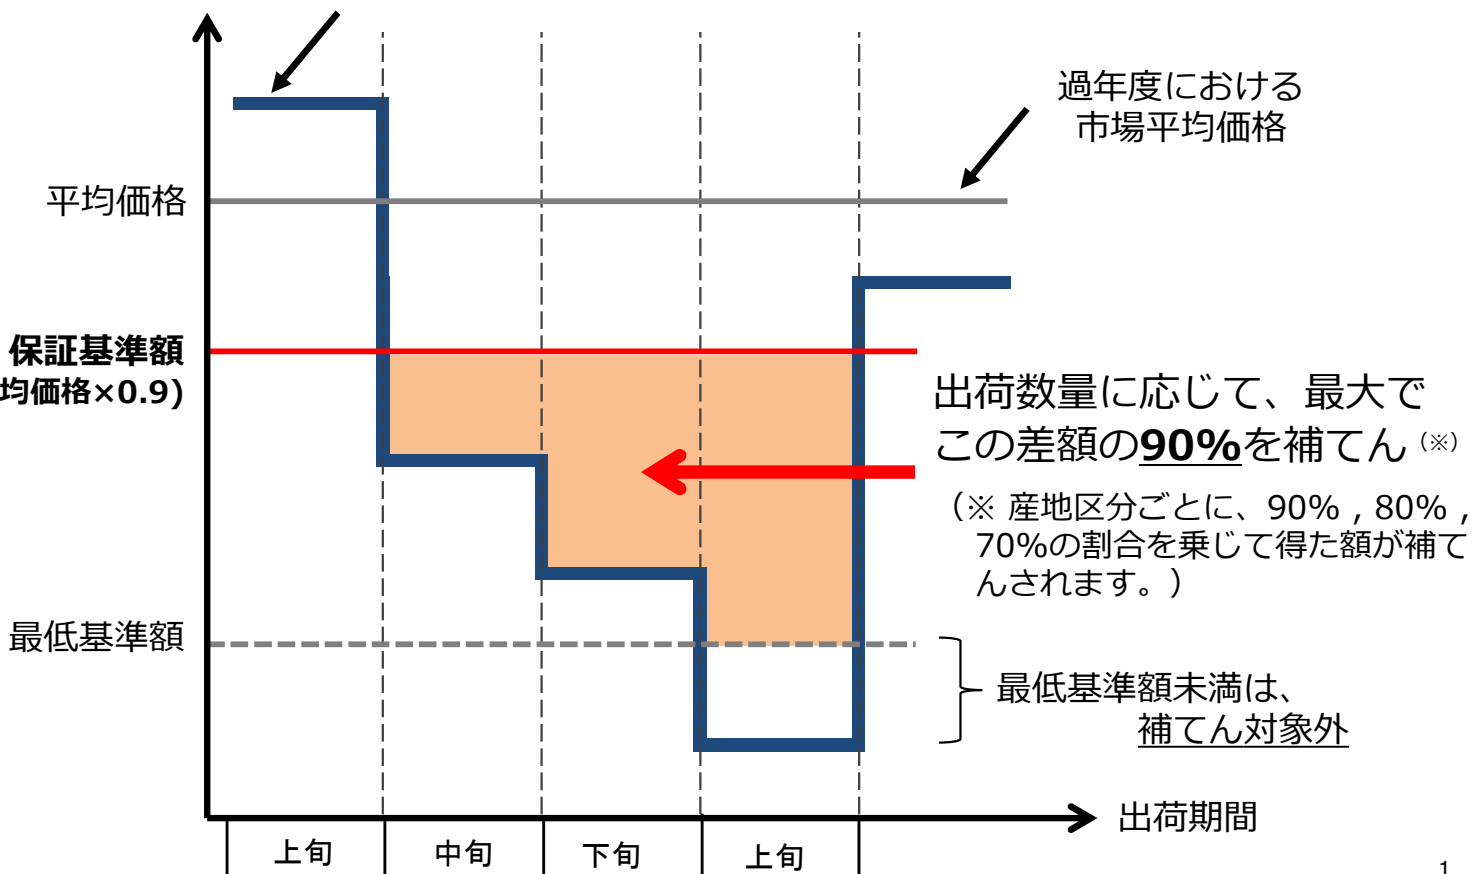 過年度における
市場平均価格
平均価格
保証基準額
均価格×0.9)
出荷数量に応じて、最大で
この差額の90%を補てん（※）
（※ 産地区分ごとに、90% , 80% ,
70%の割合を乗じて得た額が補て
んされます。）
最低基準額
最低基準額未満は、
補てん対象外
出荷期間
上旬
中旬
下旬
上旬
1